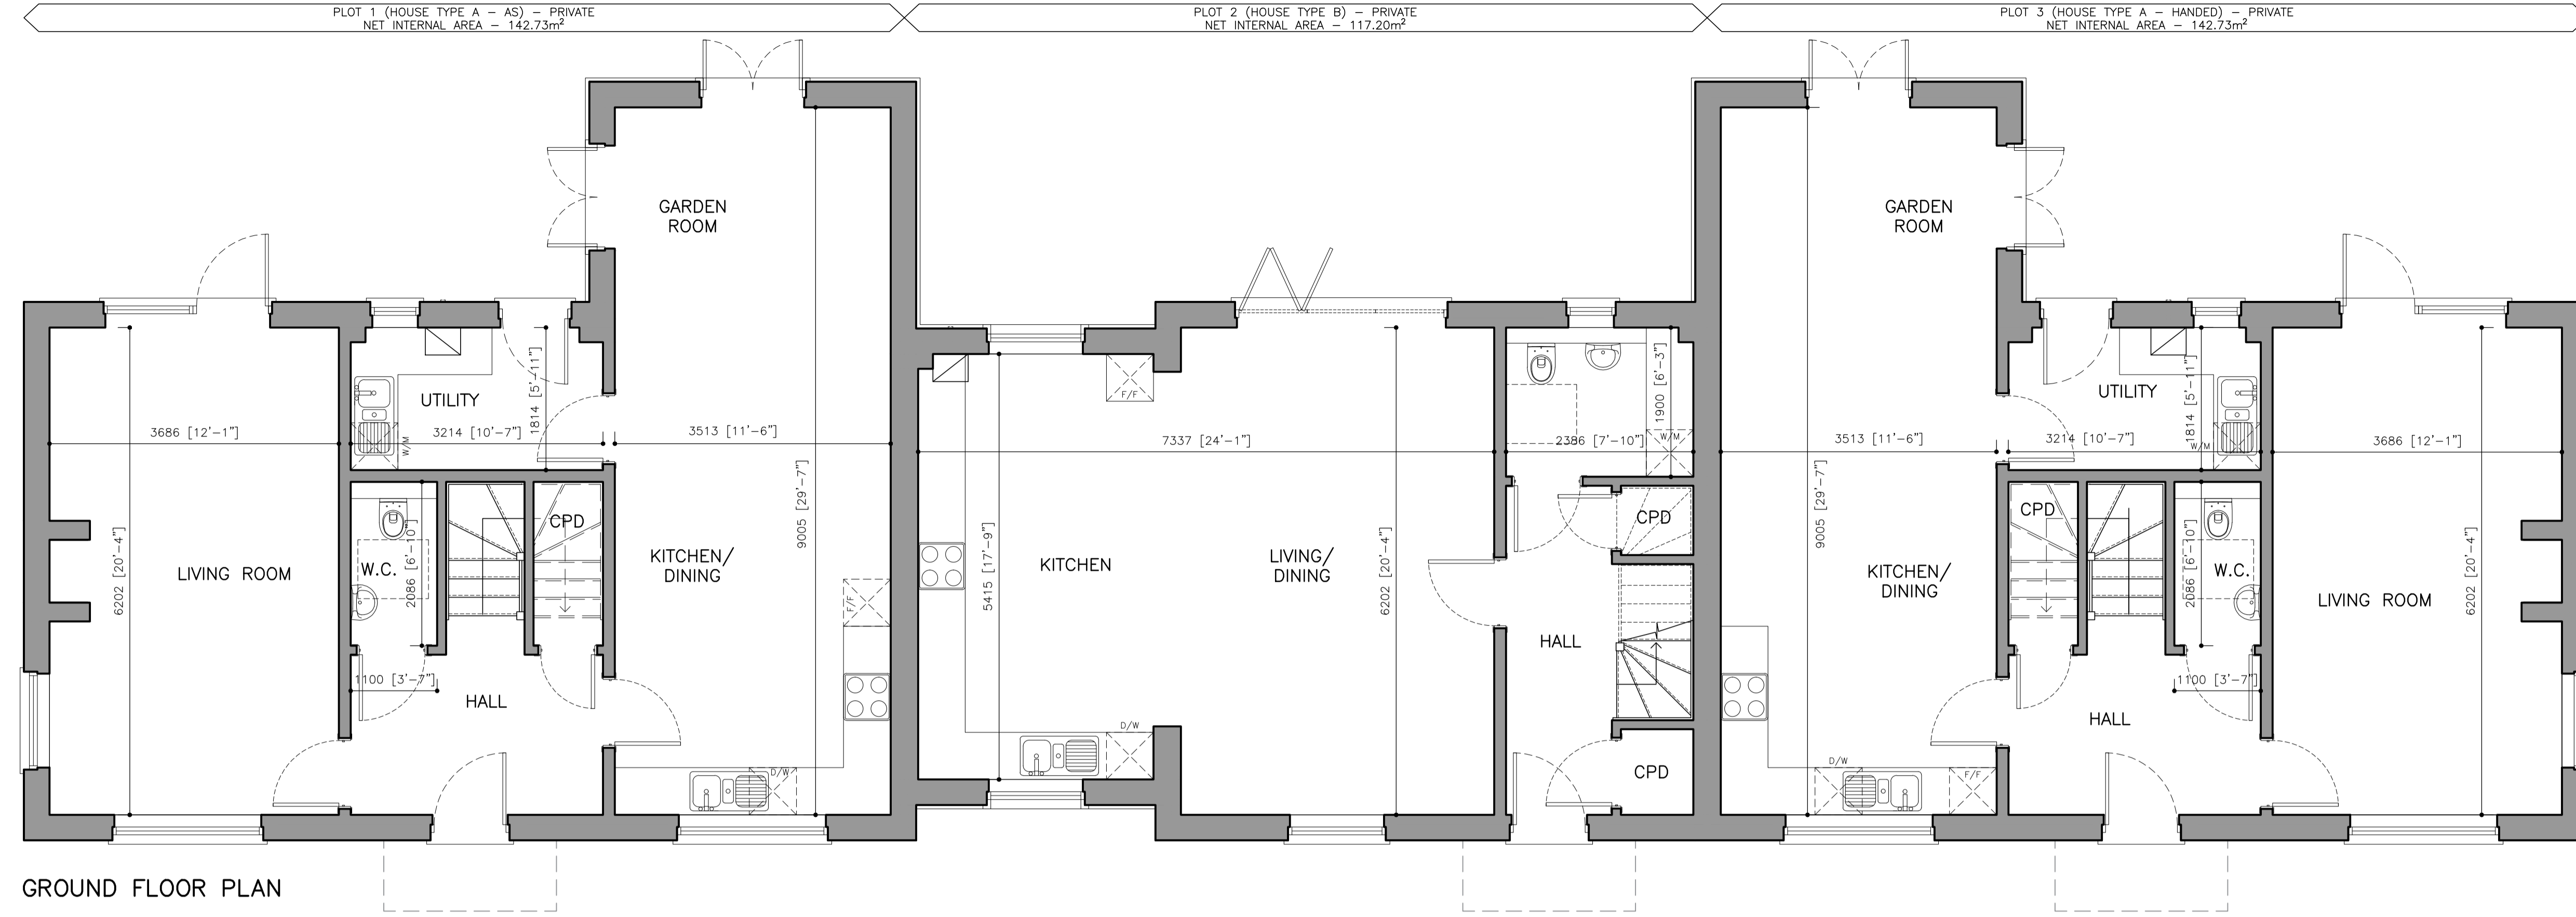 PLOT 1 (HOUSE TYPE A – AS) – PRIVATE
NET INTERNAL AREA – 142.73m²
PLOT 2 (HOUSE TYPE B) – PRIVATE
NET INTERNAL AREA – 117.20m²
PLOT 3 (HOUSE TYPE A – HANDED) – PRIVATE
NET INTERNAL AREA – 142.73m²
GARDEN
ROOM
UTILITY
1814 [5'–11"]
3686 [12'–1"]
3214 [10'–7"]
3513 [11'–6"]
W/M
9005 [29'–7"]
6202 [20'–4"]
LIVING ROOM
W.C.
2086 [6'–10"]
CPD
KITCHEN/
DINING
F/F
1100 [3'–7"]
HALL
D/W
F/F
7337 [24'–1"]
5415 [17'–9"]
KITCHEN
LIVING/
DINING
6202 [20'–4"]
D/W
1900 [6'–3"]
2386 [7'–10"]
W/M
CPD
HALL
CPD
GARDEN
ROOM
UTILITY
1814 [5'–11"]
3513 [11'–6"]
3214 [10'–7"]
W/M
3686 [12'–1"]
9005 [29'–7"]
KITCHEN/
DINING
CPD
2086 [6'–10"]
W.C.
LIVING ROOM
6202 [20'–4"]
1100 [3'–7"]
HALL
D/W
F/F
GROUND FLOOR PLAN